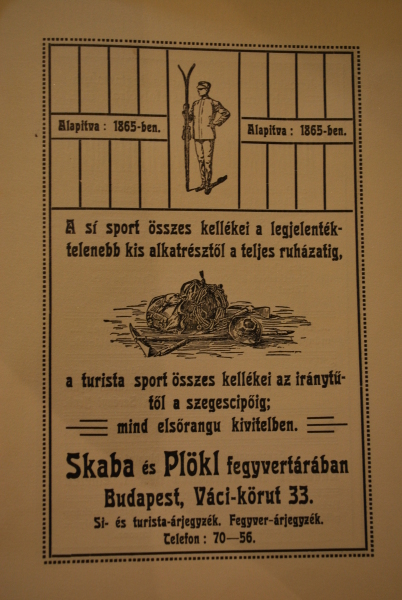 Alapitva : 1865-ben.
Alapitva : 1865-ben.
A sí sport összes kellékei a legjelenték-
telenebb kis alkatrésztől a teljes ruházatig,
a turista sport összes kellékei az iránytű-
től a szegescipőig;
mind elsőrangu kivitelben.
Skaba és Plökl fegyvertárában
Budapest, Váci-körut 33.
Sí- és turista-árjegyzék. Fegyver-árjegyzék.
Telefon : 70—56.